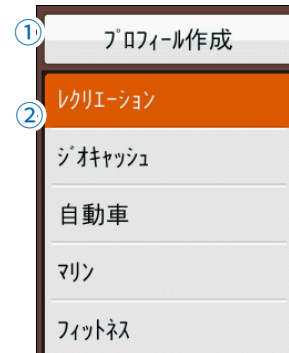 ① ﾌﾟﾛﾌｨｰﾙ作成
② ﾚｸﾘｴｰｼｮﾝ
ｼﾞｵｷｬｯｼｭ
自動車
ﾏﾘﾝ
ﾌｨｯﾄﾈｽ